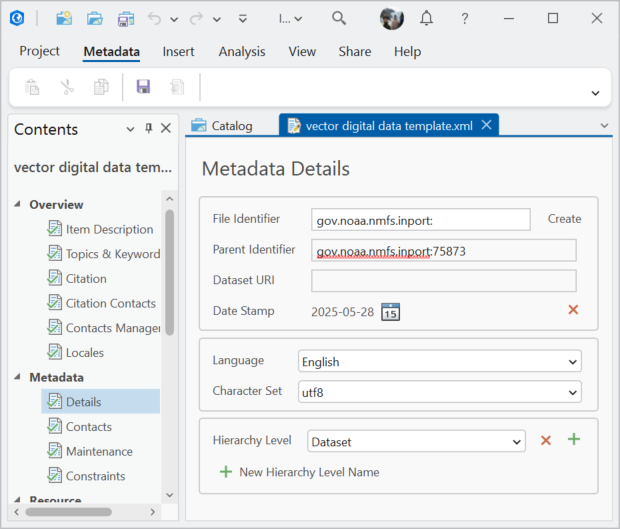 I...
?
Project Metadata Insert Analysis View Share Help
Contents
Catalog vector digital data template.xml
vector digital data tem...
Overview
Item Description
Topics & Keyword
Citation
Citation Contacts
Contacts Manager
Locales
Metadata
Details
Contacts
Maintenance
Constraints
Resource
Metadata Details
File Identifier gov.noaa.nmfs.inport: Create
Parent Identifier gov.noaa.nmfs.inport:75873
Dataset URI
Date Stamp 2025-05-28 15
Language English
Character Set utf8
Hierarchy Level Dataset
New Hierarchy Level Name